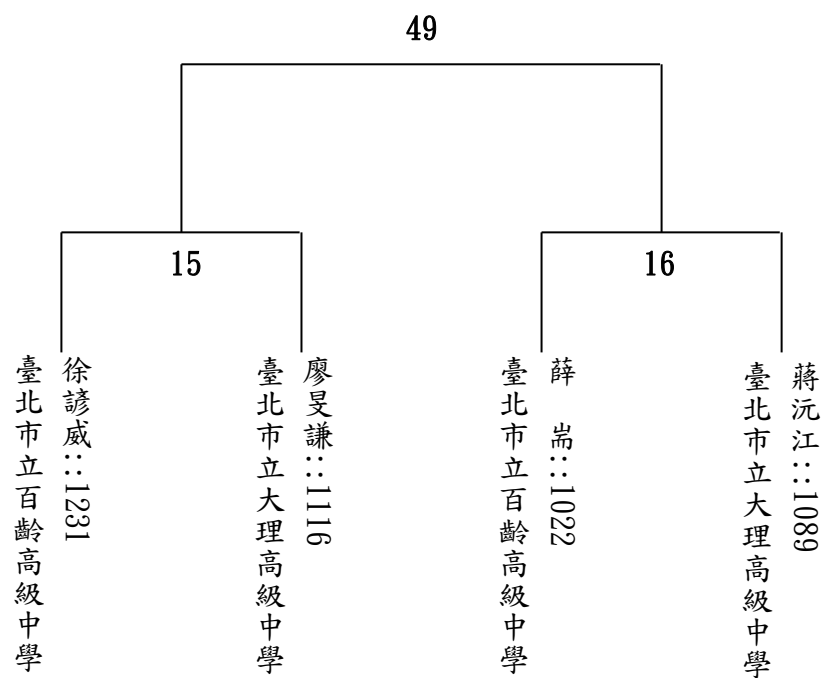 49
15
16
徐諺威:::1231
臺北市立百齡高級中學
廖旻謙:::1116
臺北市立大理高級中學
薛 耑:::1022
臺北市立百齡高級中學
蔣沅江:::1089
臺北市立大理高級中學